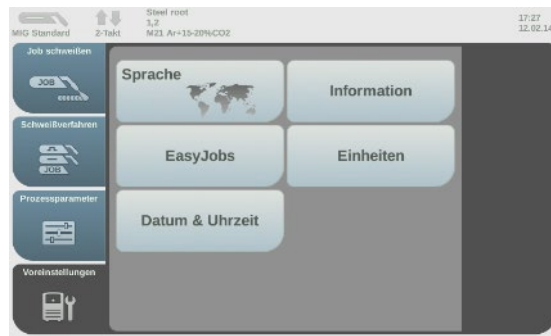 Steel root
1,2
MIG Standard 2-Takt M21 Ar+15-20%CO2
17:27
12.02.14
Job schweißen
JOB
Schweißverfahren
JOB
Prozessparameter
Voreinstellungen
Sprache
Information
EasyJobs
Einheiten
Datum & Uhrzeit